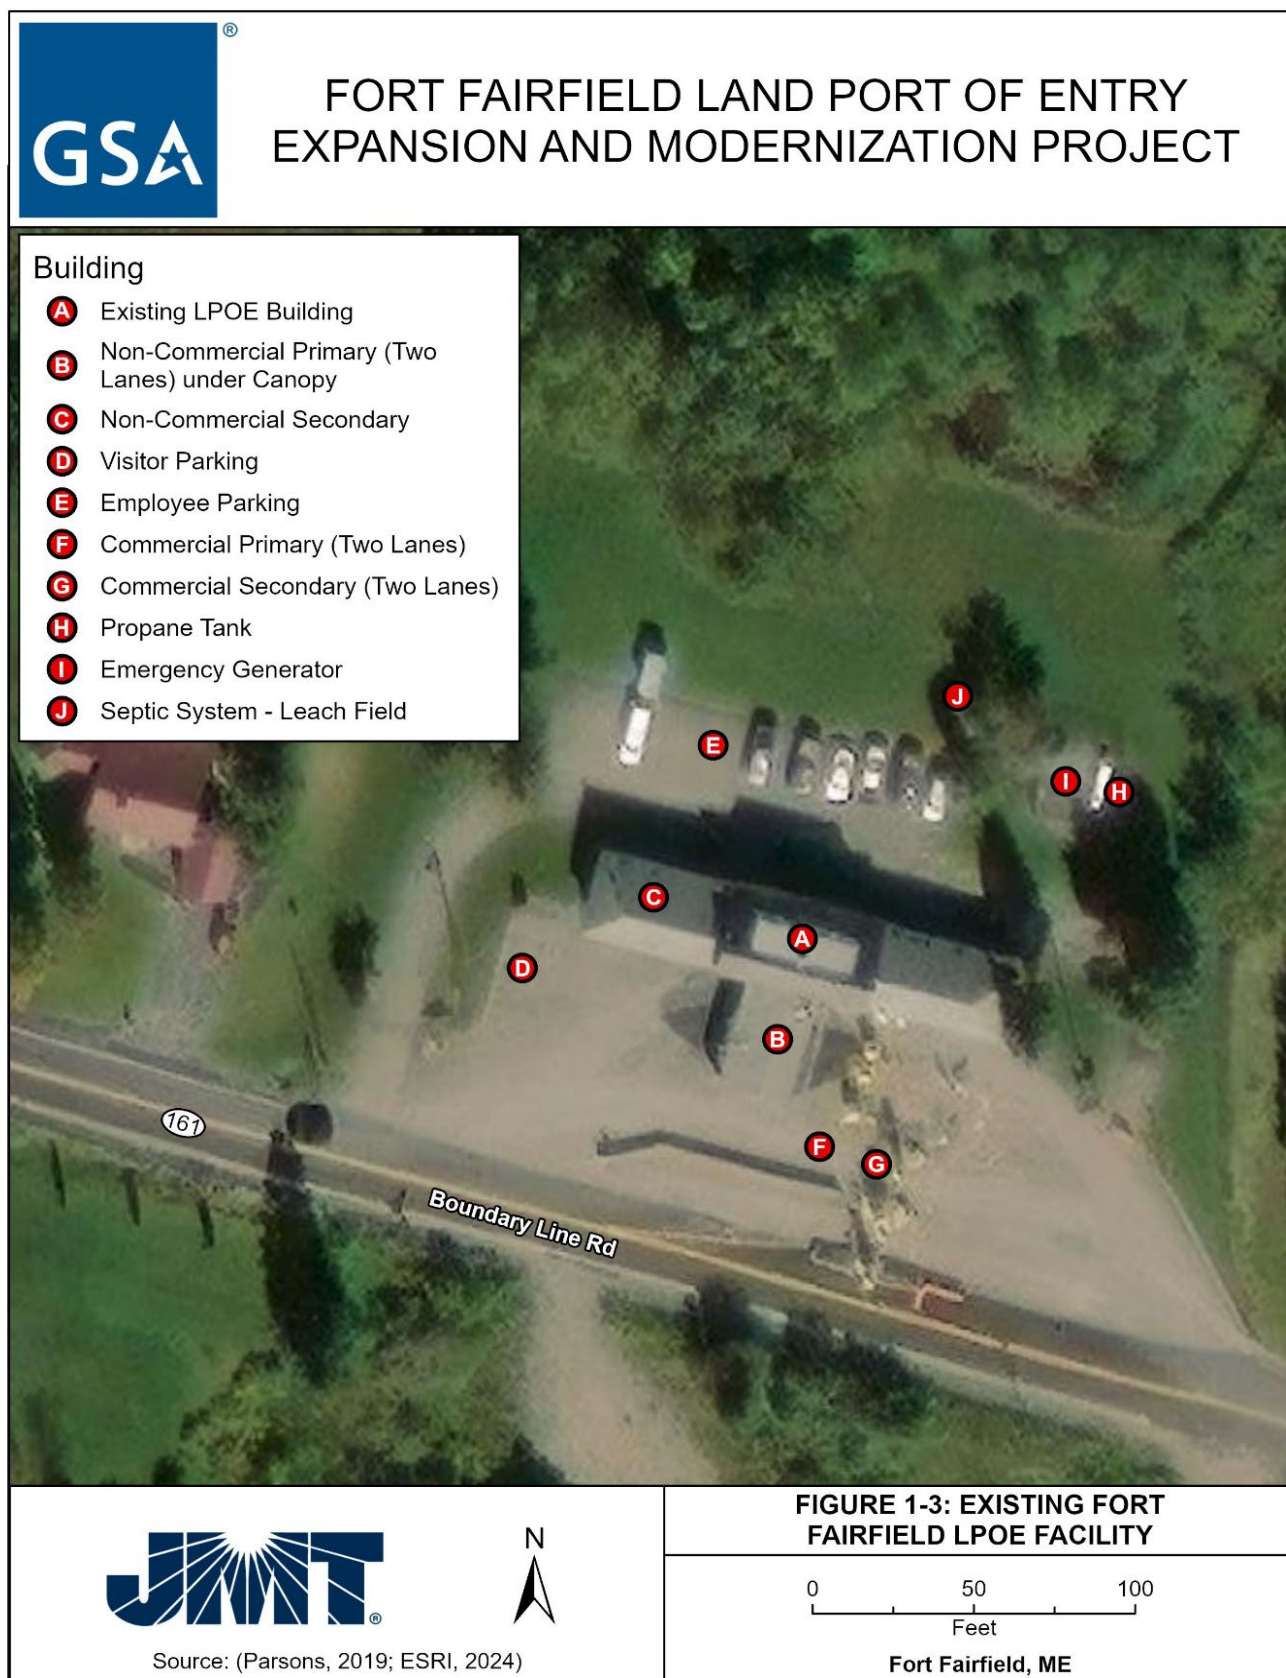 GSA
®
FORT FAIRFIELD LAND PORT OF ENTRY
EXPANSION AND MODERNIZATION PROJECT
Building
A Existing LPOE Building
B Non-Commercial Primary (Two
Lanes) under Canopy
C Non-Commercial Secondary
D Visitor Parking
E Employee Parking
F Commercial Primary (Two Lanes)
G Commercial Secondary (Two Lanes)
H Propane Tank
I Emergency Generator
J Septic System - Leach Field
J
E
I
H
C
A
D
B
161
F
G
Boundary Line Rd
JMT®
N
Source: (Parsons, 2019; ESRI, 2024)
FIGURE 1-3: EXISTING FORT
FAIRFIELD LPOE FACILITY
0 50 100
Feet
Fort Fairfield, ME